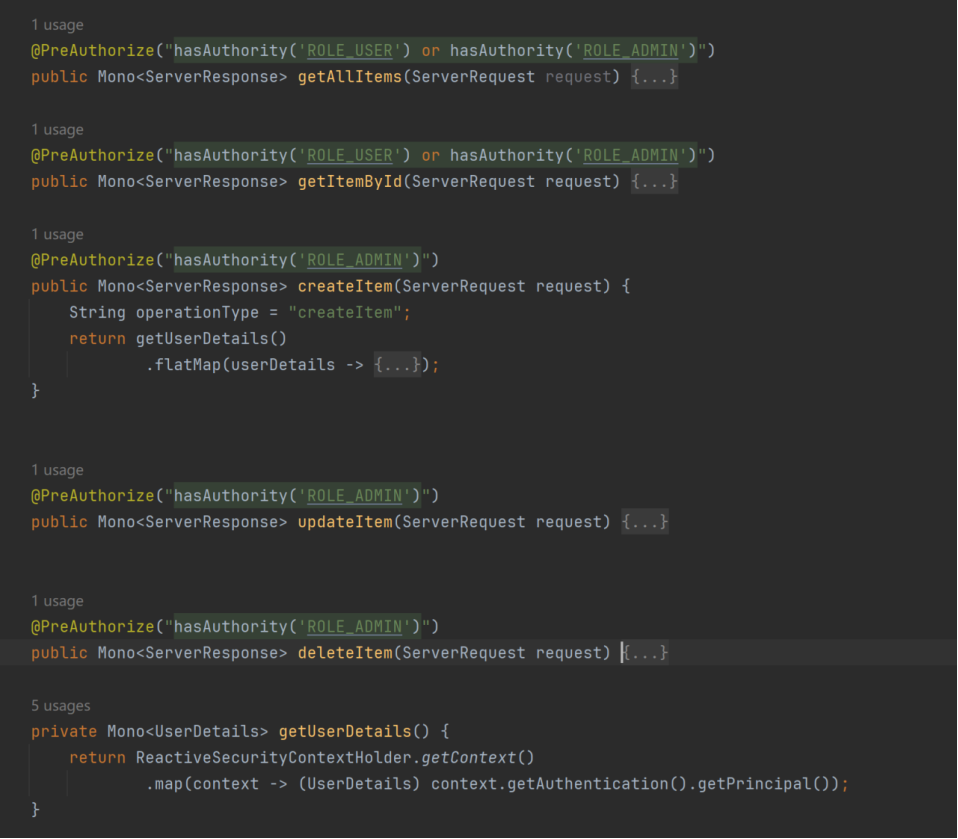 1 usage
@PreAuthorize("hasAuthority('ROLE_USER') or hasAuthority('ROLE_ADMIN')")
public Mono<ServerResponse> getAllItems(ServerRequest request) {...}
1 usage
@PreAuthorize("hasAuthority('ROLE_USER') or hasAuthority('ROLE_ADMIN')")
public Mono<ServerResponse> getItemById(ServerRequest request) {...}
1 usage
@PreAuthorize("hasAuthority('ROLE_ADMIN')")
public Mono<ServerResponse> createItem(ServerRequest request) {
    String operationType = "createItem";
    return getUserDetails()
            .flatMap(userDetails -> {...});
}
1 usage
@PreAuthorize("hasAuthority('ROLE_ADMIN')")
public Mono<ServerResponse> updateItem(ServerRequest request) {...}
1 usage
@PreAuthorize("hasAuthority('ROLE_ADMIN')")
public Mono<ServerResponse> deleteItem(ServerRequest request) {...}
5 usages
private Mono<UserDetails> getUserDetails() {
    return ReactiveSecurityContextHolder.getContext()
            .map(context -> (UserDetails) context.getAuthentication().getPrincipal());
}